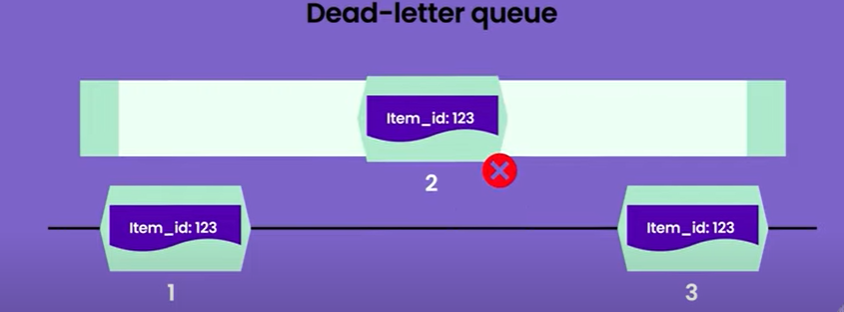 Dead-letter queue
Item_id: 123
2
Item_id: 123
Item_id: 123
1
3